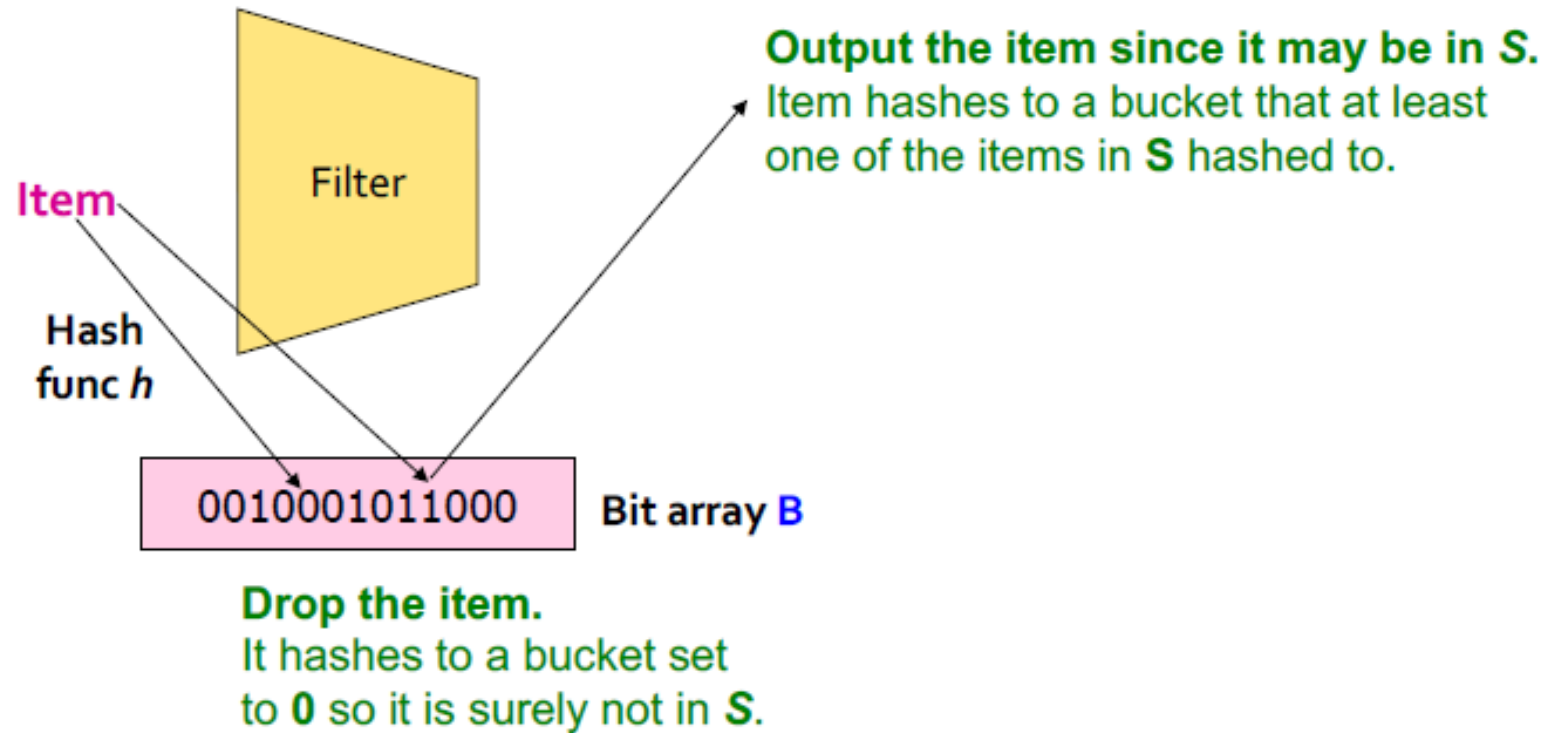 Output the item since it may be in S.
Item hashes to a bucket that at least
one of the items in S hashed to.
Filter
Item
Hash
func h
0010001011000
Bit array B
Drop the item.
It hashes to a bucket set
to 0 so it is surely not in S.